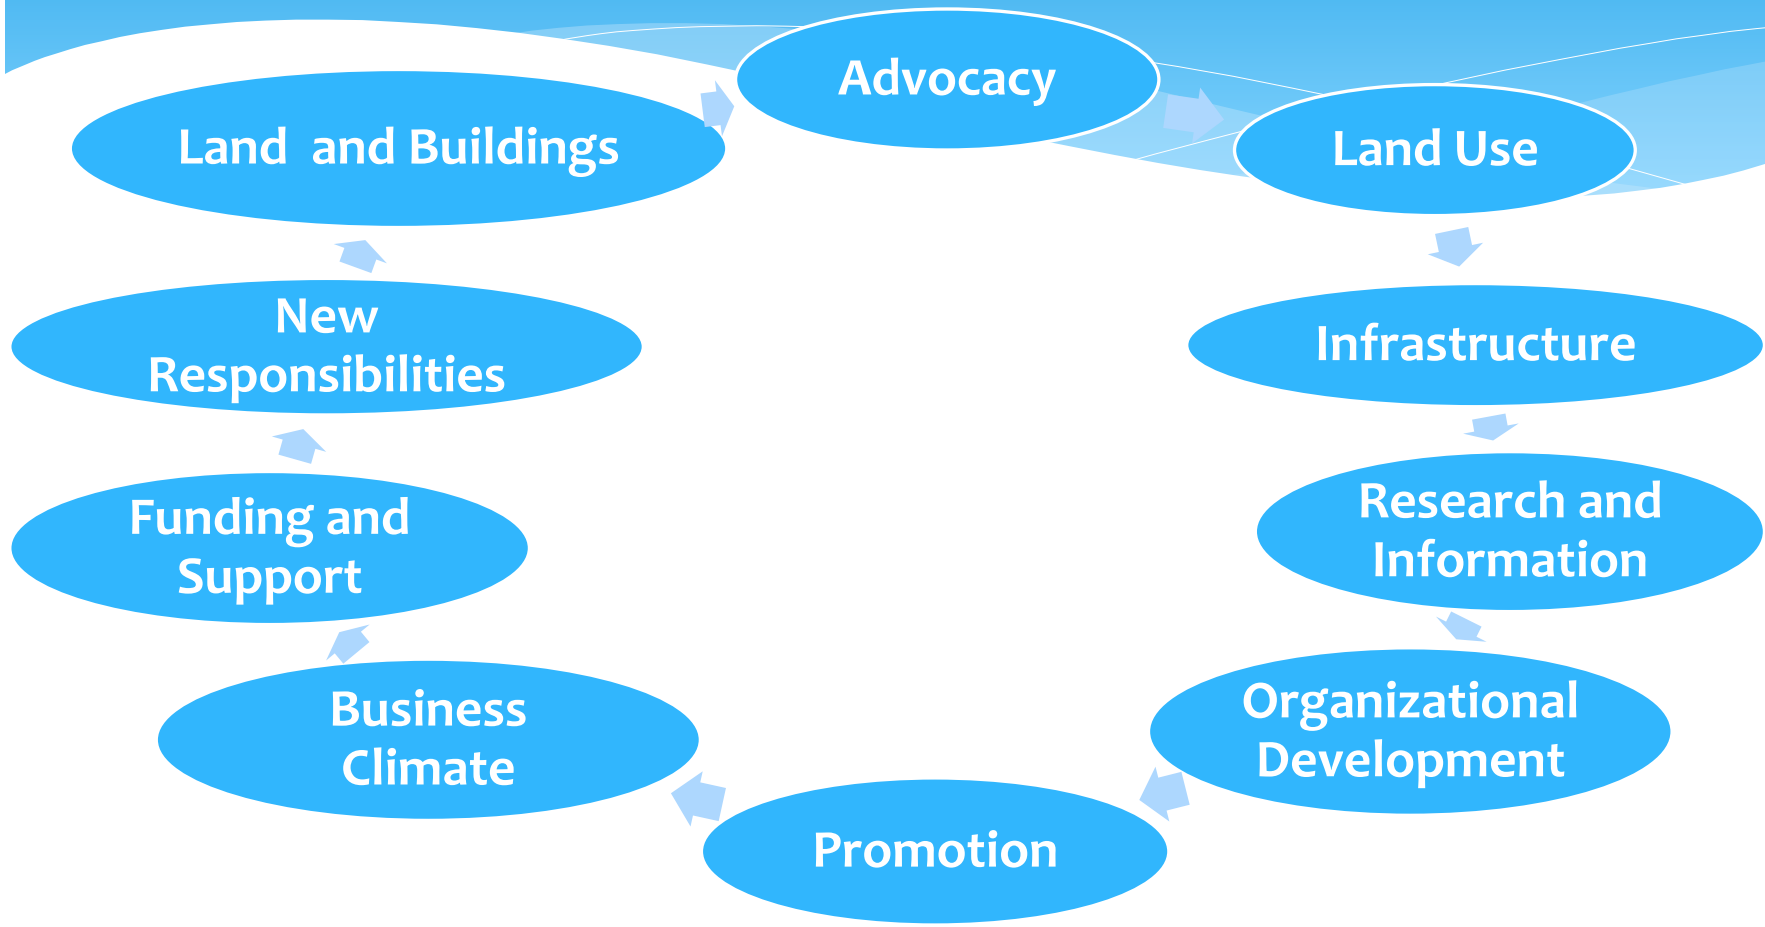 Advocacy
Land Use
Infrastructure
Research and
Information
Organizational
Development
Promotion
Business
Climate
Funding and
Support
New
Responsibilities
Land and Buildings